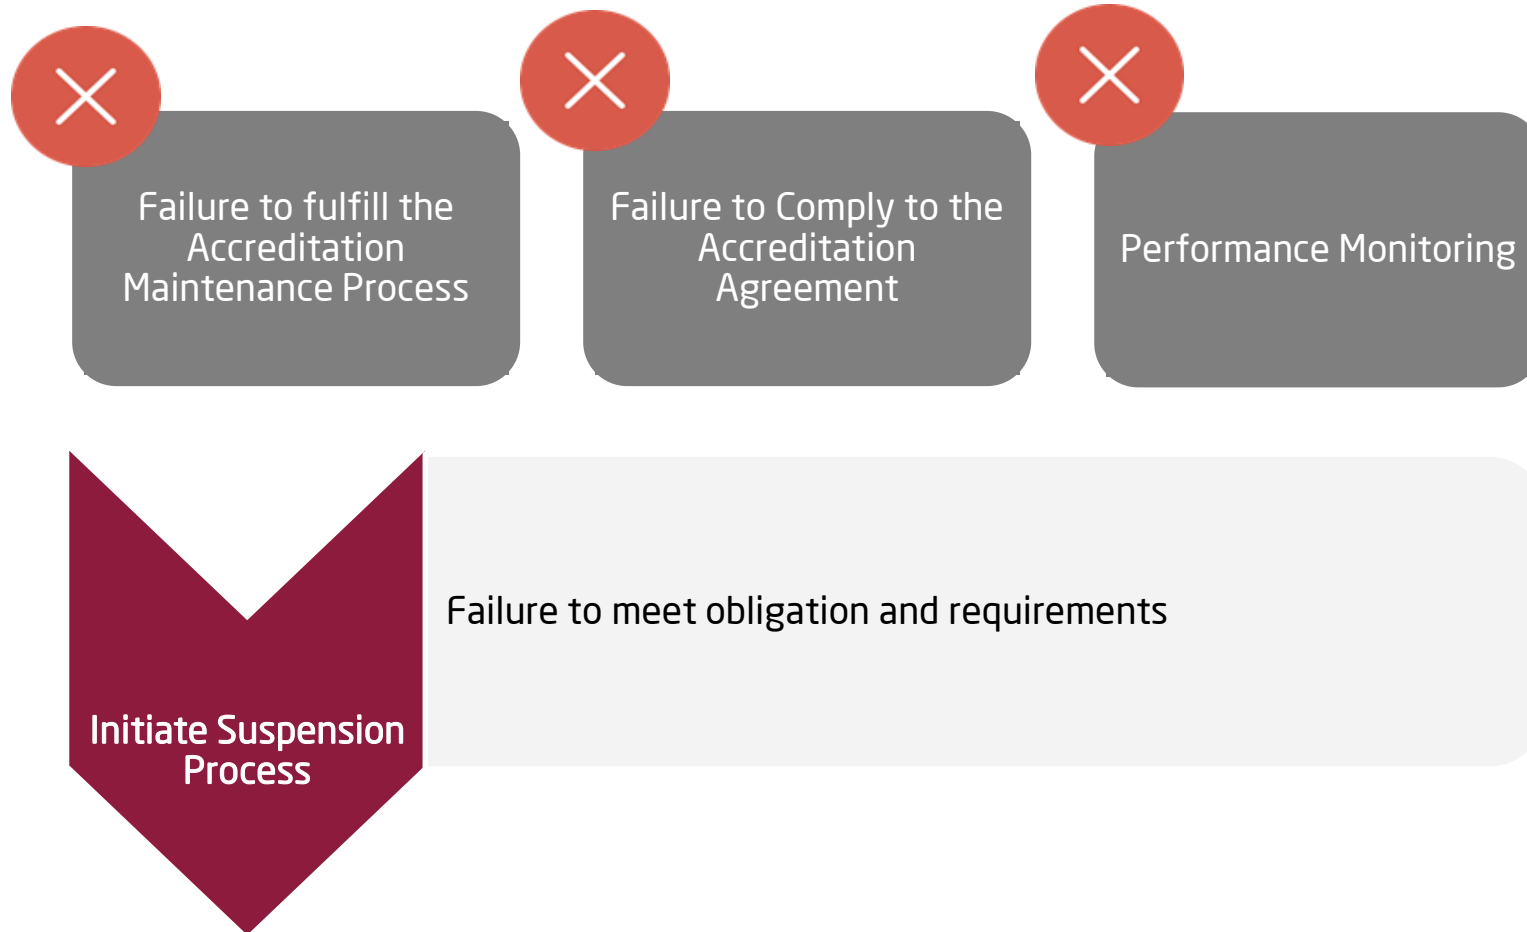 Failure to fulfill the
Accreditation
Maintenance Process
Failure to Comply to the
Accreditation
Agreement
Performance Monitoring
Failure to meet obligation and requirements
Initiate Suspension
Process